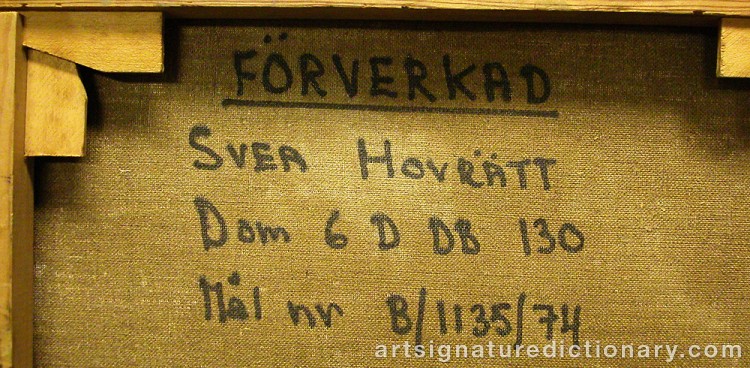 FÖRVERKAD
SVEA HOVRÄTT
Dom 6 D DB 130
Mål nr B/1135/74
artsignaturedictionary.com